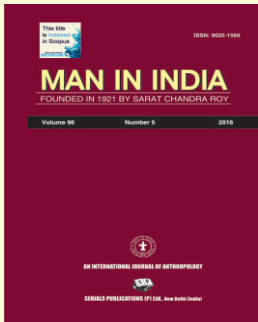 This title
is indexed
in Scopus
ISSN: 0025-1569
MAN IN INDIA
FOUNDED IN 1921 BY SARAT CHANDRA ROY
Volume 96 Number 5 2016
AN INTERNATIONAL JOURNAL OF ANTHROPOLOGY
SERIALS PUBLICATIONS (P) Ltd., New Delhi (India)